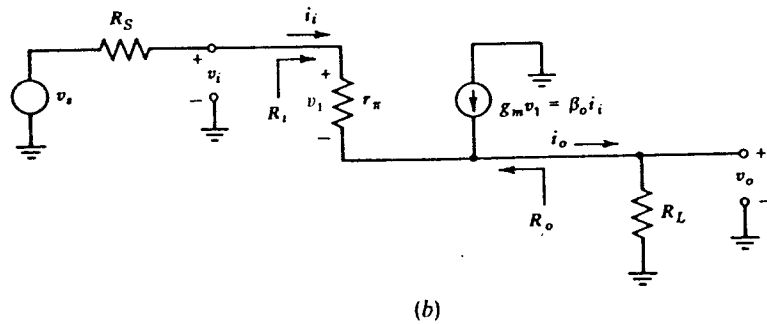 R_S
i_i
+
v_i
−
v_s
R_i
+
v_1
−
r_π
g_m v_1 = β_o i_i
i_o
R_o
R_L
+
v_o
−
(b)